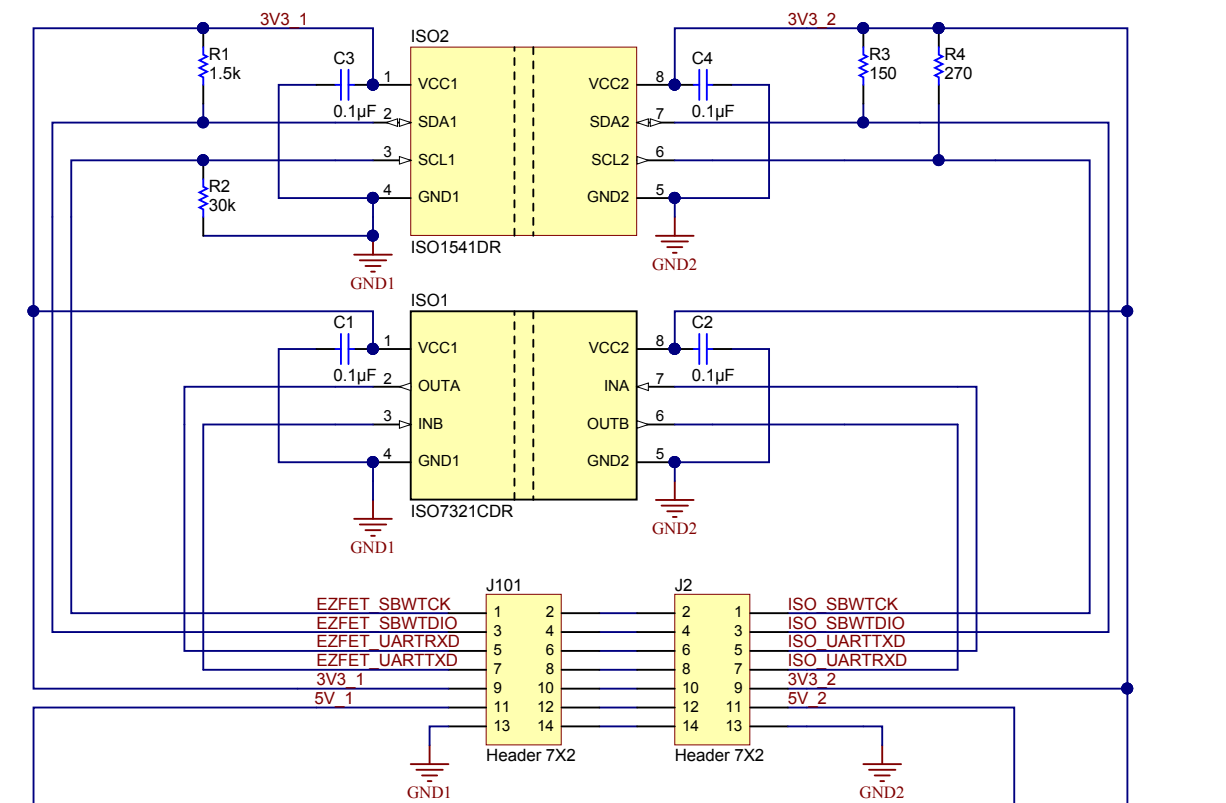 3V3_1
3V3_2
ISO2
R1
1.5k
C3
0.1µF
1
2
3
4
VCC1
SDA1
SCL1
GND1
VCC2
SDA2
SCL2
GND2
8
7
6
5
C4
0.1µF
R3
150
R4
270
R2
30k
ISO1541DR
GND1
GND2
ISO1
C1
0.1µF
1
2
3
4
VCC1
OUTA
INB
GND1
VCC2
INA
OUTB
GND2
8
7
6
5
C2
0.1µF
ISO7321CDR
GND1
GND2
J101
J2
EZFET_SBWTCK 1 2 2 1 ISO_SBWTCK
EZFET_SBWTDIO 3 4 4 3 ISO_SBWTDIO
EZFET_UARTRXD 5 6 6 5 ISO_UARTTXD
EZFET_UARTTXD 7 8 8 7 ISO_UARTRXD
3V3_1 9 10 10 9 3V3_2
5V_1 11 12 12 11 5V_2
13 14 14 13
Header 7X2
Header 7X2
GND1
GND2